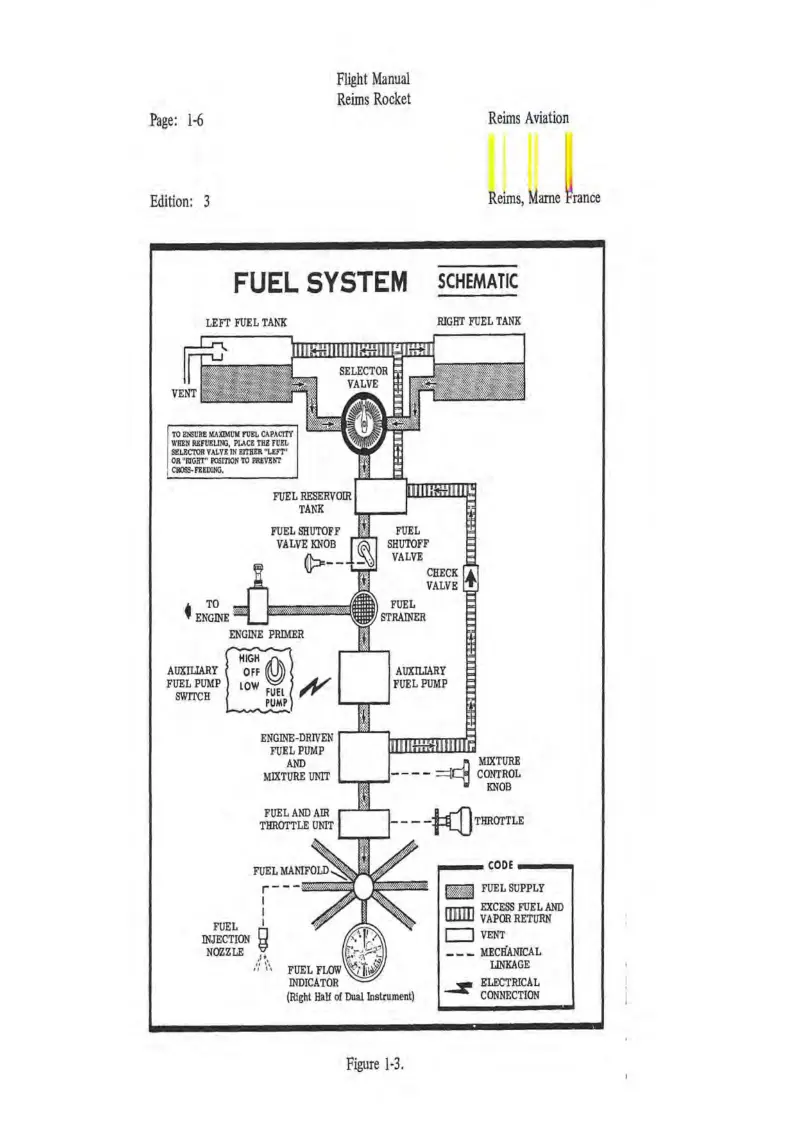 Flight Manual
Reims Rocket
Page: 1-6
Reims Aviation
Edition: 3
Reims, Marne France
FUEL SYSTEM SCHEMATIC
LEFT FUEL TANK
RIGHT FUEL TANK
SELECTOR
VALVE
VENT
TO ENSURE MAXIMUM FUEL CAPACITY
WHEN REFUELING, PLACE THE FUEL
SELECTOR VALVE IN EITHER "LEFT"
OR "RIGHT" POSITION TO PREVENT
CROSS-FEEDING.
FUEL RESERVOIR
TANK
FUEL SHUTOFF
VALVE KNOB
FUEL
SHUTOFF
VALVE
CHECK
VALVE
TO
ENGINE
FUEL
STRAINER
ENGINE PRIMER
AUXILIARY
FUEL PUMP
SWITCH
HIGH
OFF
LOW
FUEL
PUMP
AUXILIARY
FUEL PUMP
ENGINE-DRIVEN
FUEL PUMP
AND
MIXTURE UNIT
MIXTURE
CONTROL
KNOB
FUEL AND AIR
THROTTLE UNIT
THROTTLE
FUEL MANIFOLD
FUEL
INJECTION
NOZZLE
FUEL FLOW
INDICATOR
(Right Half of Dual Instrument)
CODE
FUEL SUPPLY
EXCESS FUEL AND
VAPOR RETURN
VENT
MECHANICAL
LINKAGE
ELECTRICAL
CONNECTION
Figure 1-3.